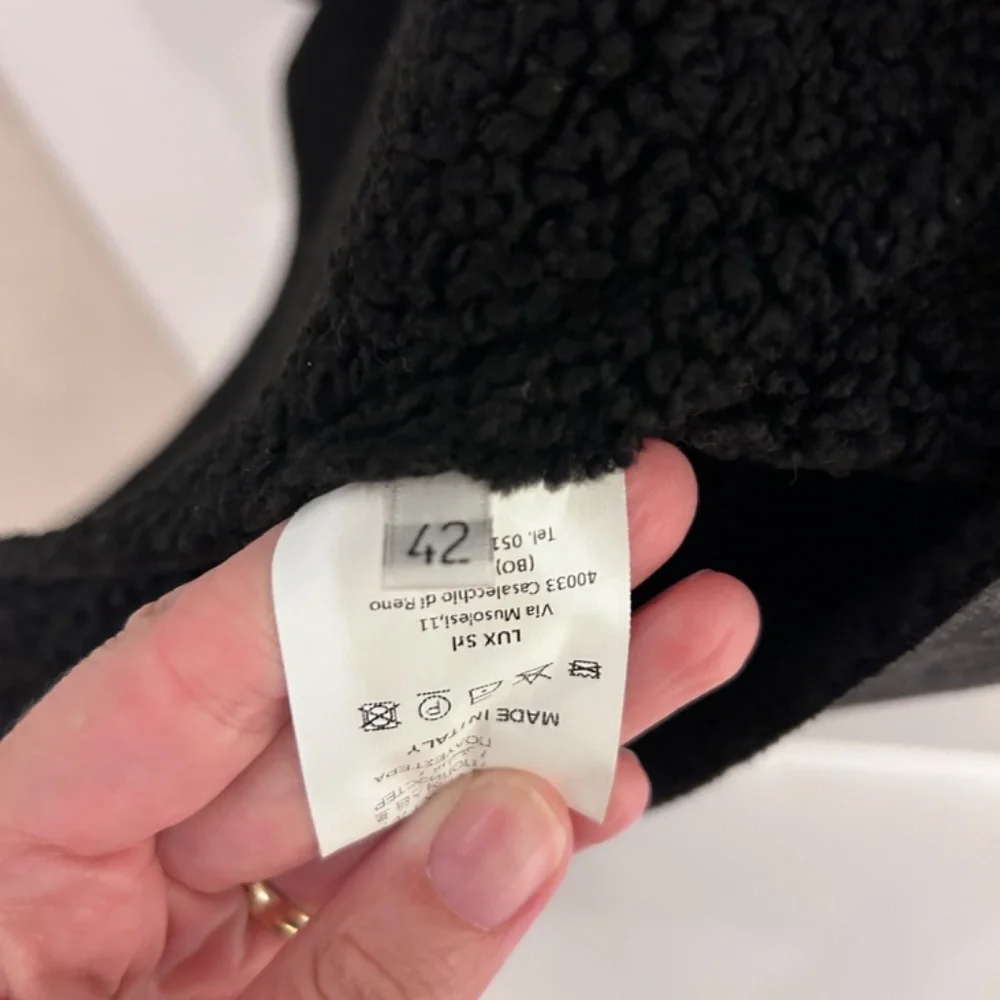 42
MADE IN ITALY
LUX Srl
Via Musolesi,11
40033 Casalecchio di Reno
(BO)
Tel. 051